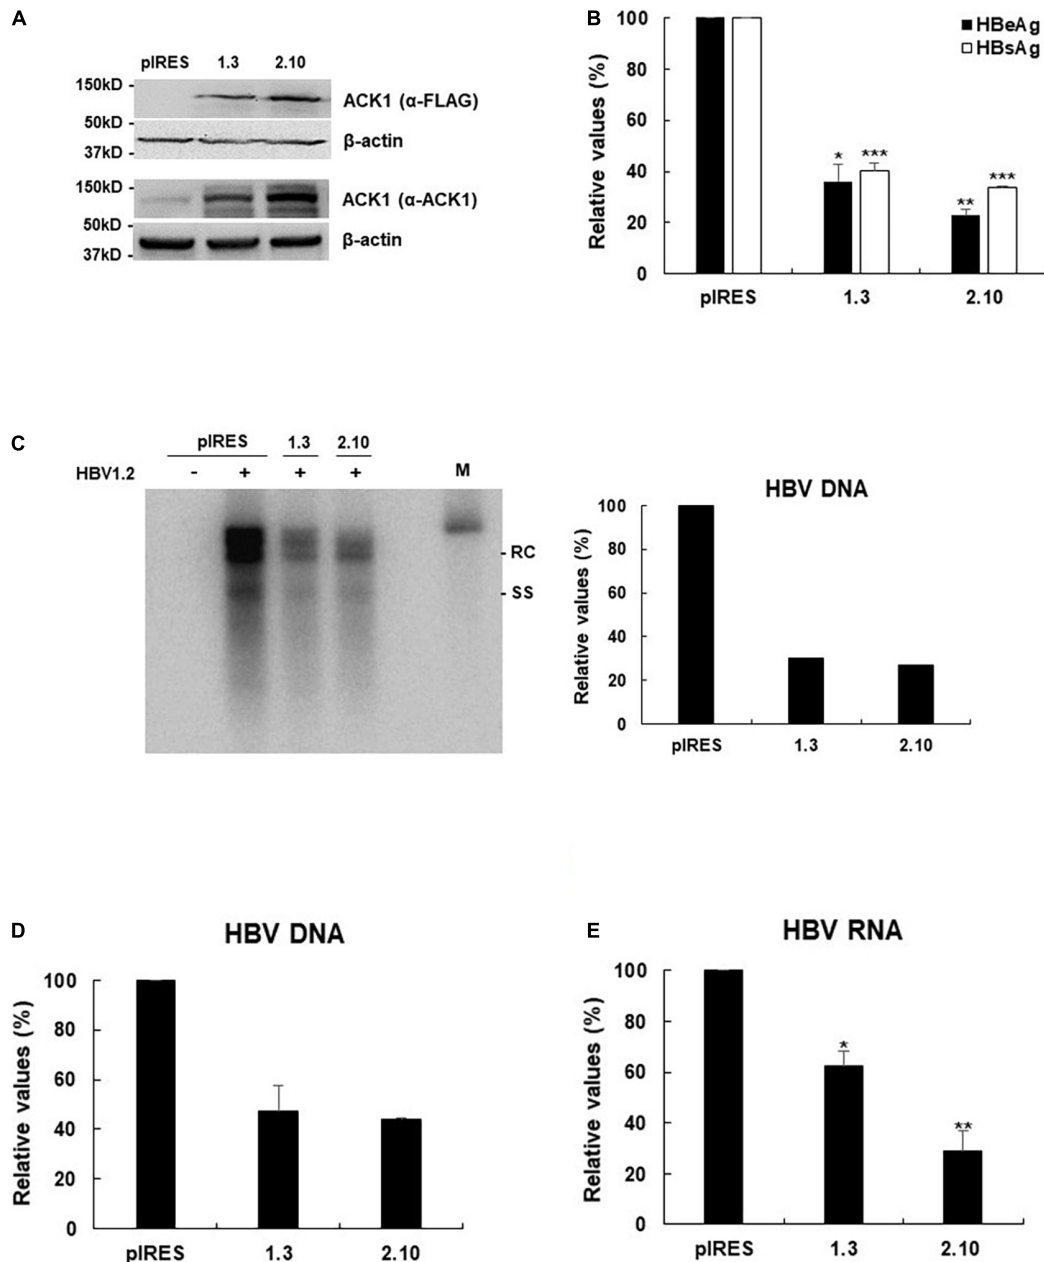 A
pIRES 1.3 2.10
150kD -
ACK1 (α-FLAG)
50kD -
β-actin
37kD -
150kD -
ACK1 (α-ACK1)
50kD -
β-actin
37kD -
B
HBeAg
HBsAg
Relative values (%)
100
80
60
40
20
0
* ***
** ***
pIRES 1.3 2.10
C
pIRES 1.3 2.10
HBV1.2 - + + + M
- RC
- SS
HBV DNA
Relative values (%)
100
80
60
40
20
0
pIRES 1.3 2.10
D
HBV DNA
Relative values (%)
100
80
60
40
20
0
pIRES 1.3 2.10
E
HBV RNA
Relative values (%)
100
80
60
40
20
0
*
**
pIRES 1.3 2.10